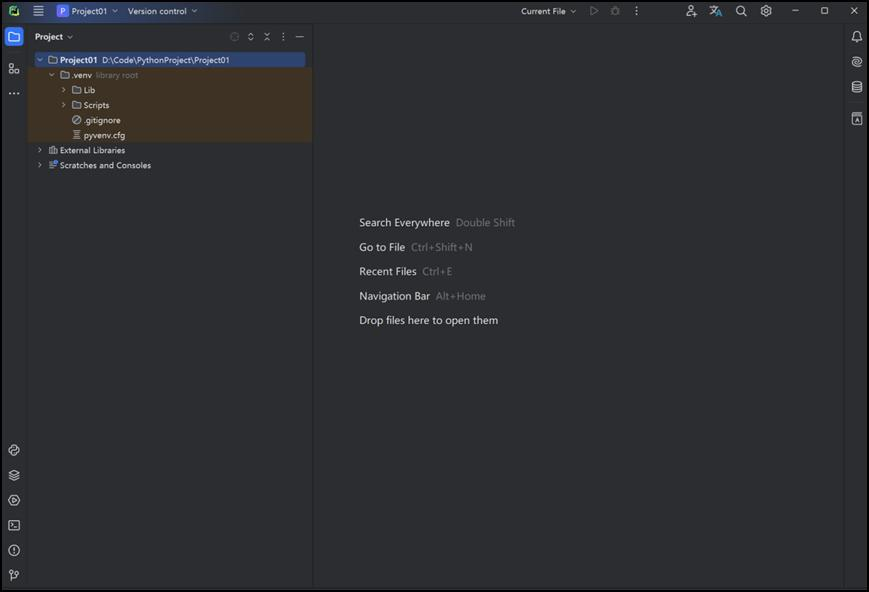 P Project01 Version control Current File
Project
Project01 D:\Code\PythonProject\Project01
.venv library root
Lib
Scripts
.gitignore
pyvenv.cfg
External Libraries
Scratches and Consoles
Search Everywhere Double Shift
Go to File Ctrl+Shift+N
Recent Files Ctrl+E
Navigation Bar Alt+Home
Drop files here to open them